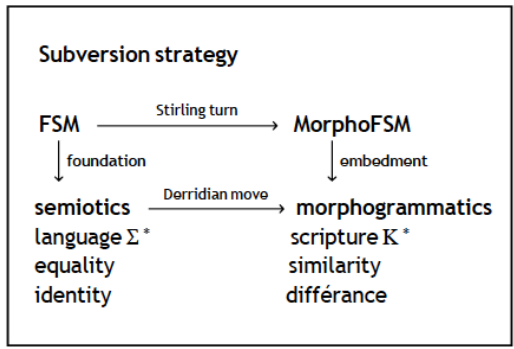 Subversion strategy
Stirling turn
FSM MorphoFSM
foundation embedment
Derridian move
semiotics morphogrammatics
language Σ* scripture K*
equality similarity
identity différance